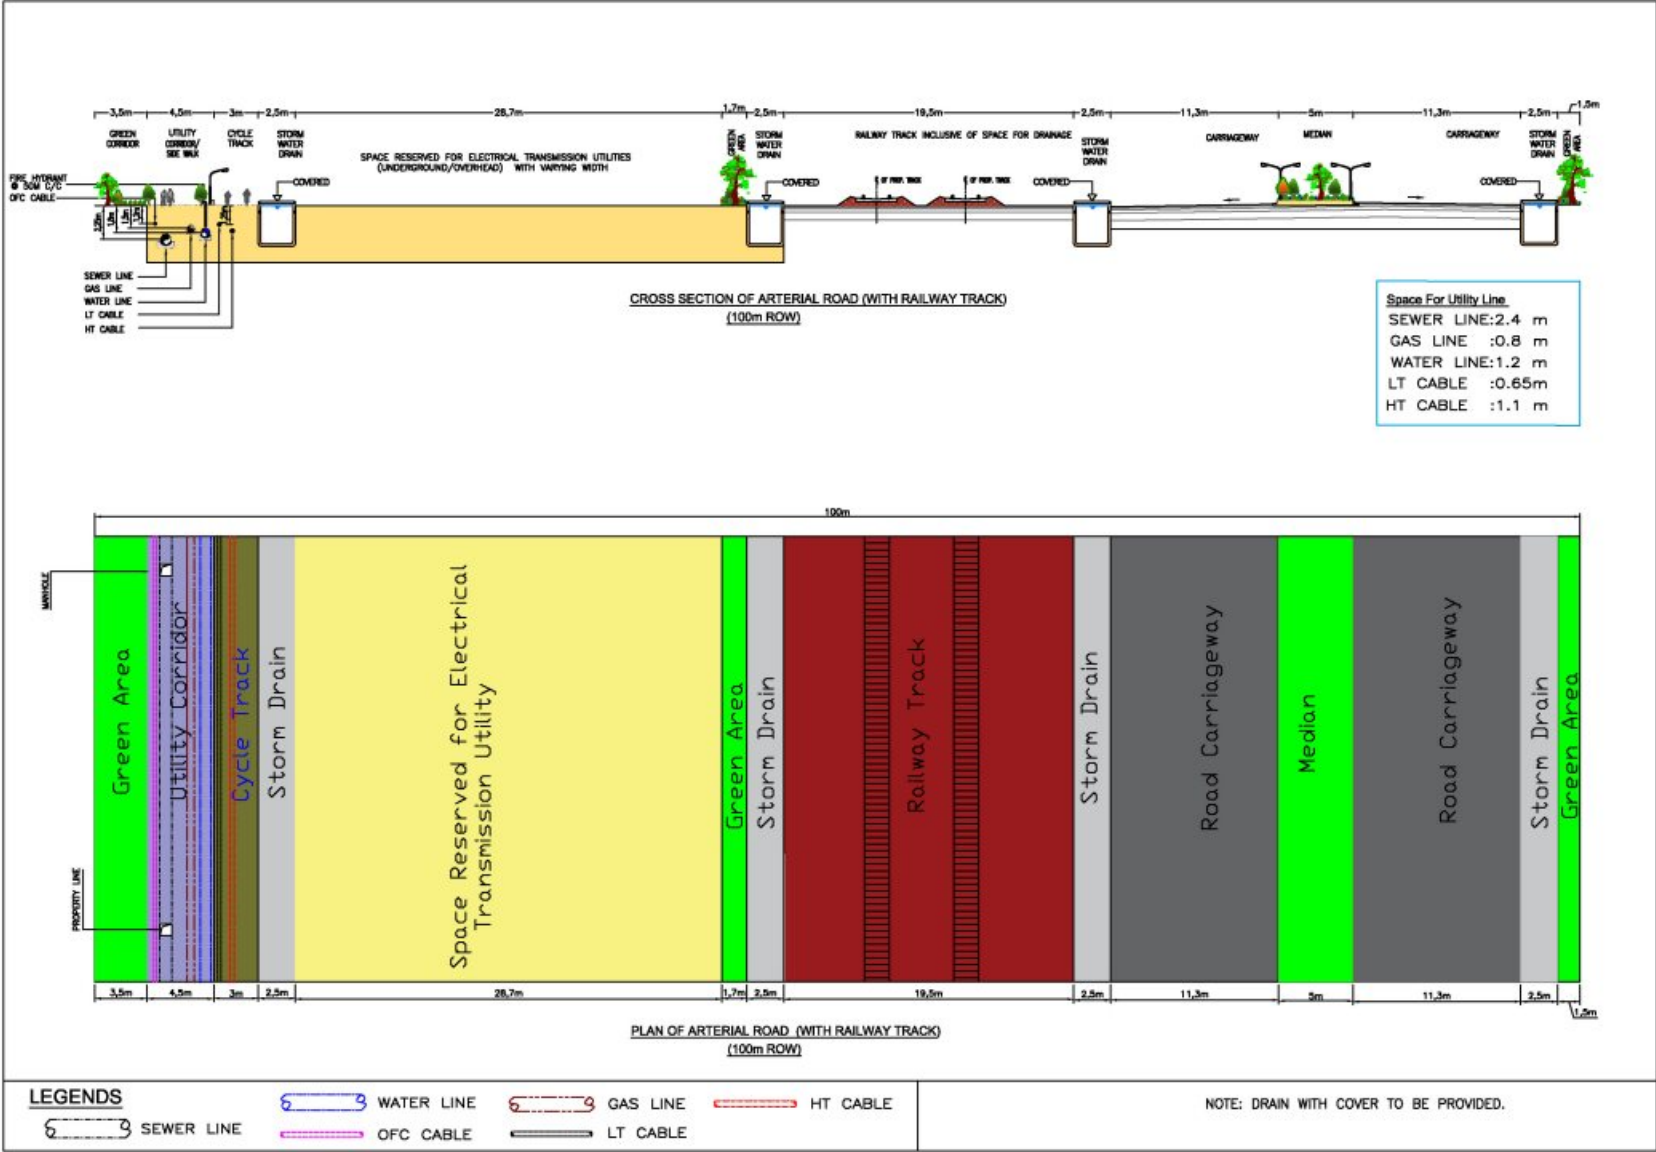 3,5m 4,5m 3m 2,5m 28,7m 1,7m 2,5m 19,5m 2,5m 11,3m 5m 11,3m 2,5m 1,5m
GREEN
CORRIDOR
UTILITY
CORRIDOR/
SIDE WALK
CYCLE
TRACK
STORM
WATER
DRAIN
SPACE RESERVED FOR ELECTRICAL TRANSMISSION UTILITIES
(UNDERGROUND/OVERHEAD) WITH VARYING WIDTH
GREEN
AREA
STORM
WATER
DRAIN
RAILWAY TRACK INCLUSIVE OF SPACE FOR DRAINAGE
STORM
WATER
DRAIN
CARRIAGEWAY
MEDIAN
CARRIAGEWAY
STORM
WATER
DRAIN
GREEN
AREA
FIRE HYDRANT
@ 50M C/C
OFC CABLE
COVERED
COVERED
OF PROP. TRACK
OF PROP. TRACK
COVERED
COVERED
SEWER LINE
GAS LINE
WATER LINE
LT CABLE
HT CABLE
CROSS SECTION OF ARTERIAL ROAD (WITH RAILWAY TRACK)
(100m ROW)
Space For Utility Line
SEWER LINE:2.4 m
GAS LINE :0.8 m
WATER LINE:1.2 m
LT CABLE :0.65m
HT CABLE :1.1 m
100m
MANHOLE
PROPERTY LINE
Green Area
Utility Corridor
Cycle Track
Storm Drain
Space Reserved for Electrical
Transmission Utility
Green Area
Storm Drain
Railway Track
Storm Drain
Road Carriageway
Median
Road Carriageway
Storm Drain
Green Area
3,5m 4,5m 3m 2,5m 28,7m 1,7m 2,5m 19,5m 2,5m 11,3m 5m 11,3m 2,5m 1,5m
PLAN OF ARTERIAL ROAD (WITH RAILWAY TRACK)
(100m ROW)
LEGENDS
SEWER LINE
WATER LINE
OFC CABLE
GAS LINE
LT CABLE
HT CABLE
NOTE: DRAIN WITH COVER TO BE PROVIDED.